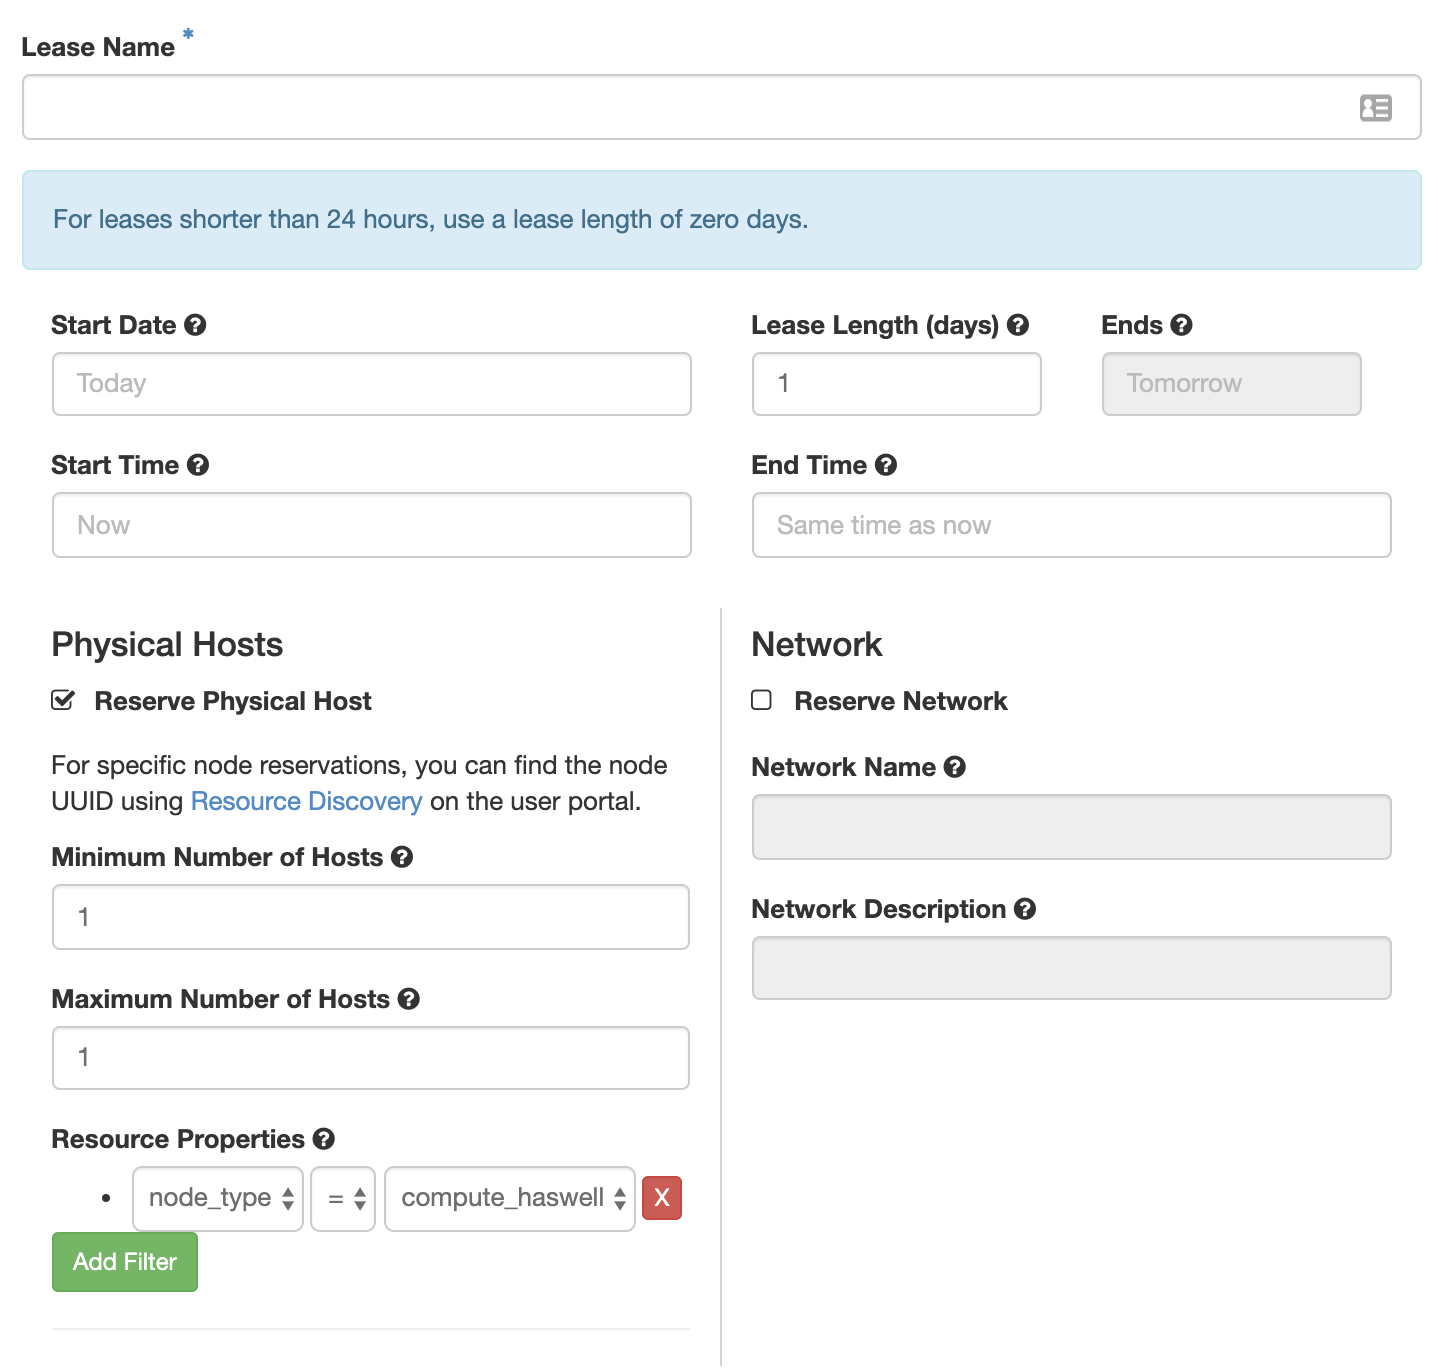 Lease Name *
For leases shorter than 24 hours, use a lease length of zero days.
Start Date ?
Lease Length (days) ?
Ends ?
Today
1
Tomorrow
Start Time ?
End Time ?
Now
Same time as now
Physical Hosts
Reserve Physical Host
For specific node reservations, you can find the node
UUID using Resource Discovery on the user portal.
Minimum Number of Hosts ?
1
Maximum Number of Hosts ?
1
Resource Properties ?
• node_type = compute_haswell X
Add Filter
Network
Reserve Network
Network Name ?
Network Description ?